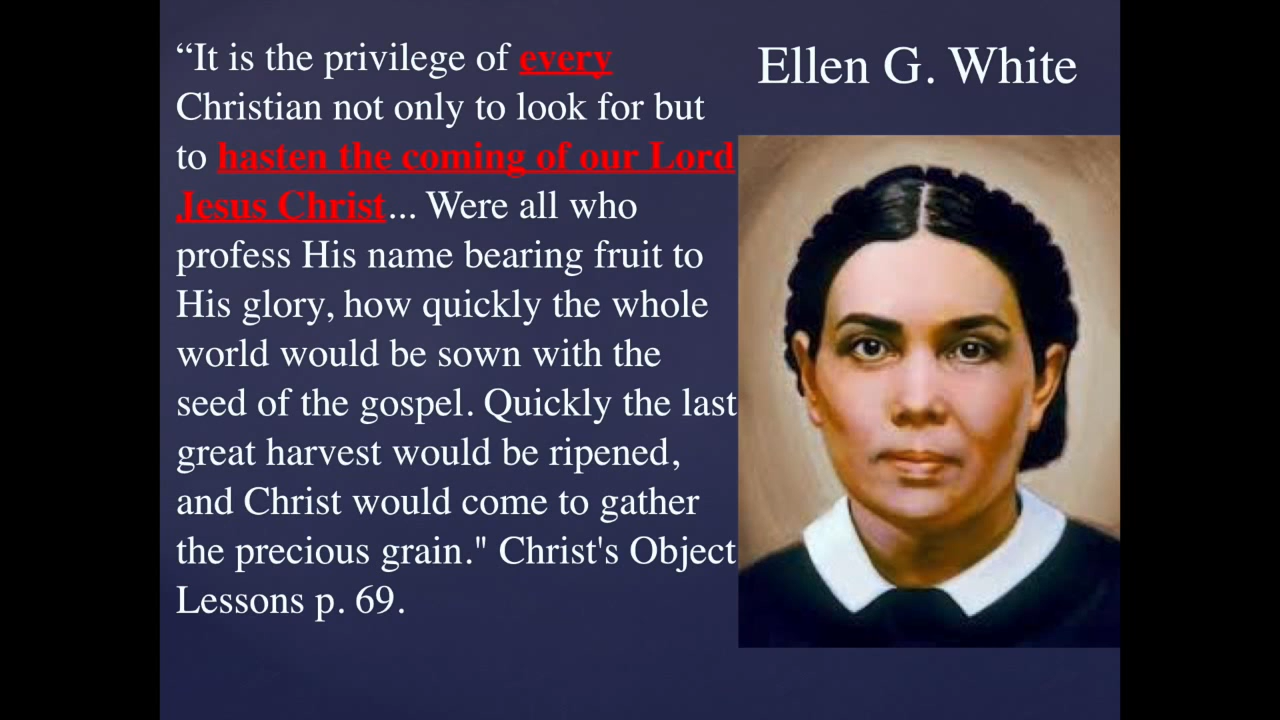 “It is the privilege of every
Christian not only to look for but
to hasten the coming of our Lord
Jesus Christ... Were all who
profess His name bearing fruit to
His glory, how quickly the whole
world would be sown with the
seed of the gospel. Quickly the last
great harvest would be ripened,
and Christ would come to gather
the precious grain." Christ's Object
Lessons p. 69.
Ellen G. White